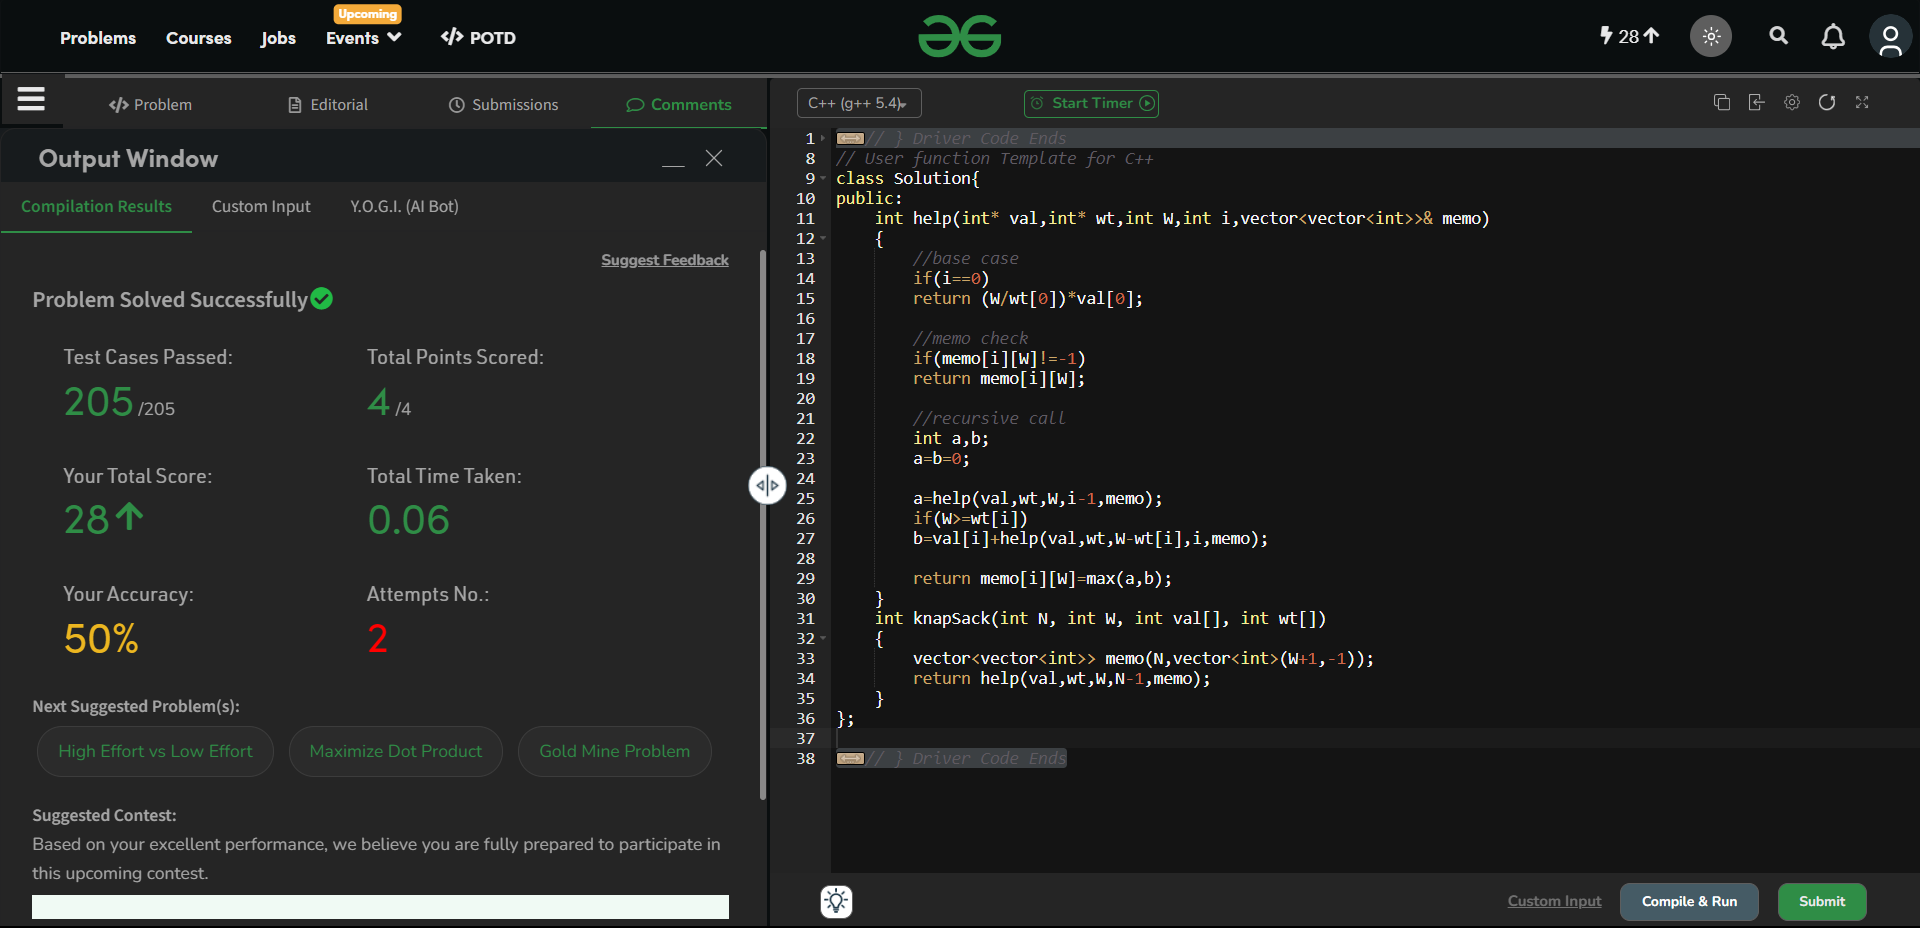 Problems Courses Jobs Events Upcoming </> POTD
28
Problem Editorial Submissions Comments
Output Window
Compilation Results Custom Input Y.O.G.I. (AI Bot)
Suggest Feedback
Problem Solved Successfully
Test Cases Passed: Total Points Scored:
205 /205 4 /4
Your Total Score: Total Time Taken:
28 0.06
Your Accuracy: Attempts No.:
50% 2
Next Suggested Problem(s):
High Effort vs Low Effort Maximize Dot Product Gold Mine Problem
Suggested Contest:
Based on your excellent performance, we believe you are fully prepared to participate in
this upcoming contest.
C++ (g++ 5.4) Start Timer
1 // } Driver Code Ends
8 // User function Template for C++
9 class Solution{
10 public:
11 int help(int* val,int* wt,int W,int i,vector<vector<int>>& memo)
12 {
13 //base case
14 if(i==0)
15 return (W/wt[0])*val[0];
16
17 //memo check
18 if(memo[i][W]!=-1)
19 return memo[i][W];
20
21 //recursive call
22 int a,b;
23 a=b=0;
24
25 a=help(val,wt,W,i-1,memo);
26 if(W>=wt[i])
27 b=val[i]+help(val,wt,W-wt[i],i,memo);
28
29 return memo[i][W]=max(a,b);
30 }
31 int knapSack(int N, int W, int val[], int wt[])
32 {
33 vector<vector<int>> memo(N,vector<int>(W+1,-1));
34 return help(val,wt,W,N-1,memo);
35 }
36 };
37
38 // } Driver Code Ends
Custom Input Compile & Run Submit